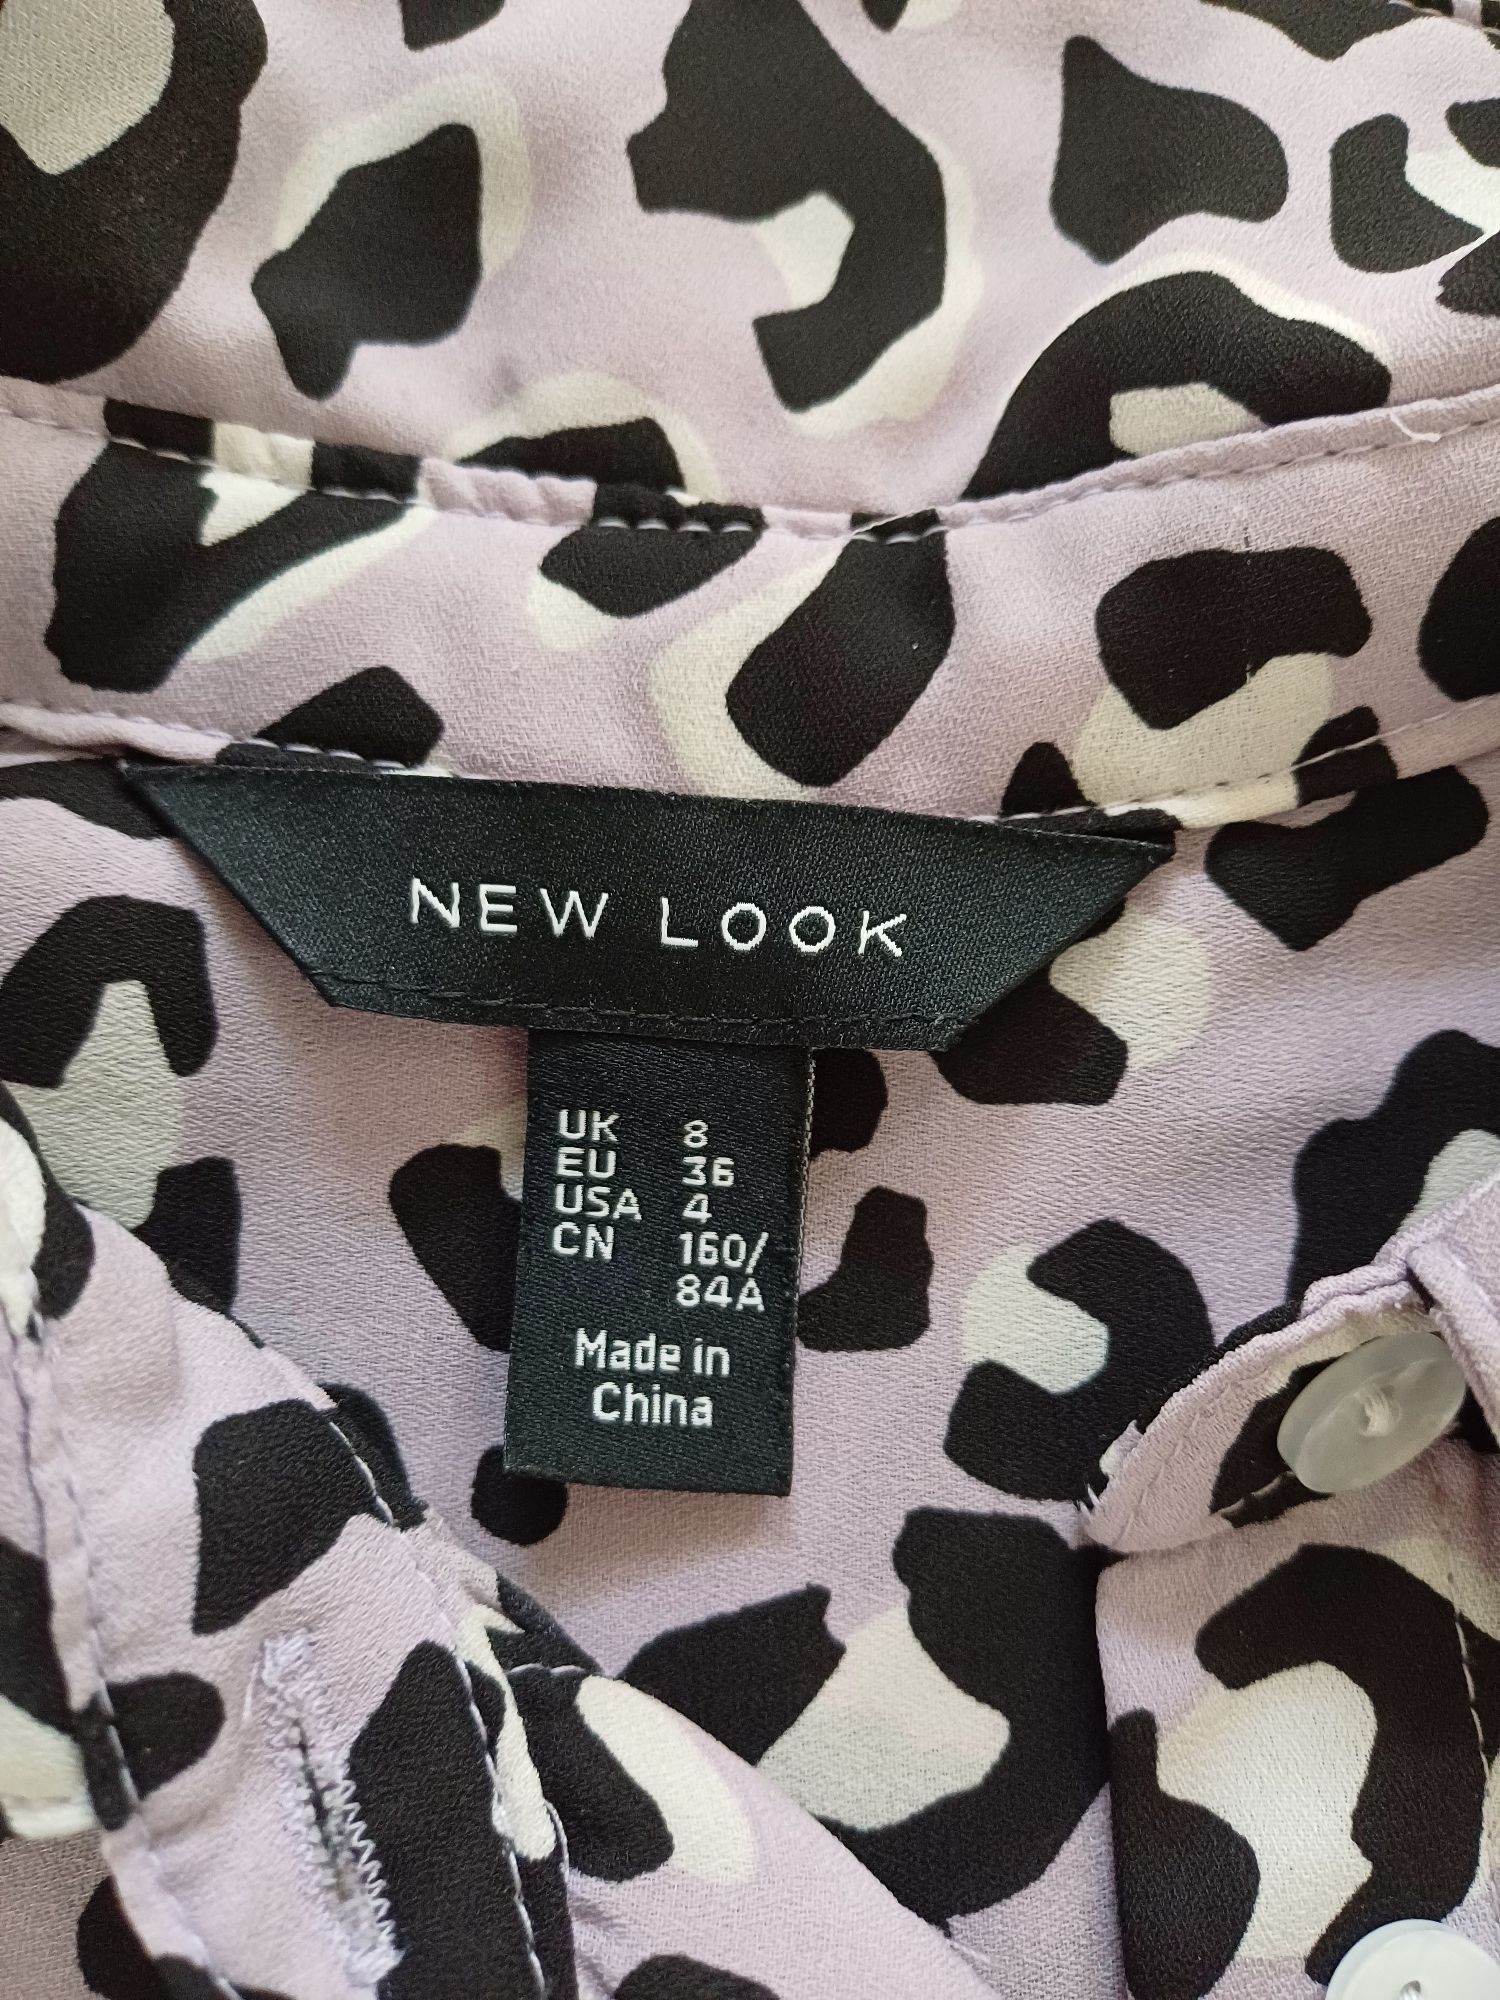 NEW LOOK
UK 8
EU 36
USA 4
CN 160/
84A
Made in
China